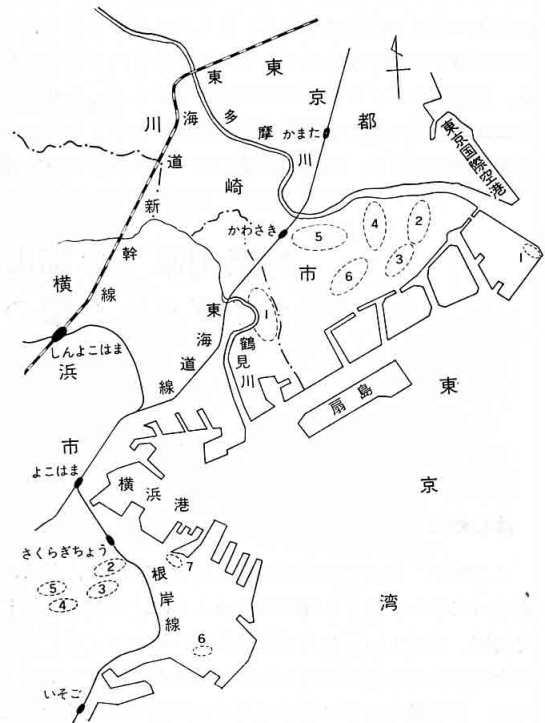 東京都
東海道新幹線
多摩川
川崎市
かまた
東京国際空港
かわさき
5
4
2
3
6
1
横浜市
しんよこはま
東海道線
1
鶴見川
扇島
東京湾
よこはま
横浜港
さくらぎちょう
2
3
5
4
7
根岸線
6
いそご